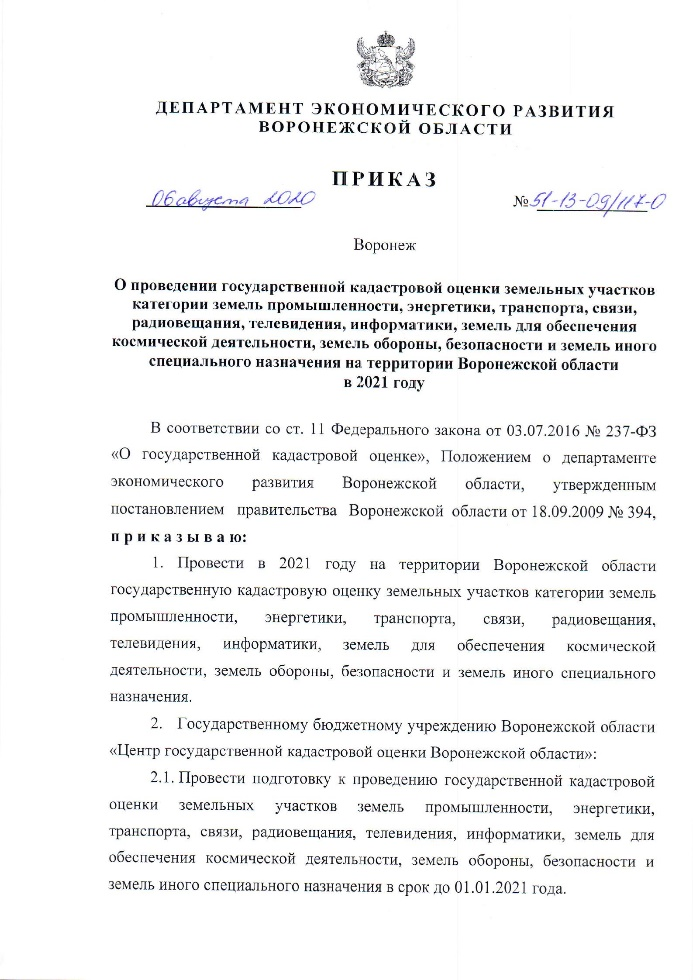 ДЕПАРТАМЕНТ ЭКОНОМИЧЕСКОГО РАЗВИТИЯ
ВОРОНЕЖСКОЙ ОБЛАСТИ
ПРИКАЗ
06 августа 2020 № 51-13-09/117-О
Воронеж
О проведении государственной кадастровой оценки земельных участков
категории земель промышленности, энергетики, транспорта, связи,
радиовещания, телевидения, информатики, земель для обеспечения
космической деятельности, земель обороны, безопасности и земель иного
специального назначения на территории Воронежской области
в 2021 году
В соответствии со ст. 11 Федерального закона от 03.07.2016 № 237-ФЗ
«О государственной кадастровой оценке», Положением о департаменте
экономического развития Воронежской области, утвержденным
постановлением правительства Воронежской области от 18.09.2009 № 394,
п р и к а з ы в а ю:
1. Провести в 2021 году на территории Воронежской области
государственную кадастровую оценку земельных участков категории земель
промышленности, энергетики, транспорта, связи, радиовещания,
телевидения, информатики, земель для обеспечения космической
деятельности, земель обороны, безопасности и земель иного специального
назначения.
2. Государственному бюджетному учреждению Воронежской области
«Центр государственной кадастровой оценки Воронежской области»:
2.1. Провести подготовку к проведению государственной кадастровой
оценки земельных участков земель промышленности, энергетики,
транспорта, связи, радиовещания, телевидения, информатики, земель для
обеспечения космической деятельности, земель обороны, безопасности и
земель иного специального назначения в срок до 01.01.2021 года.